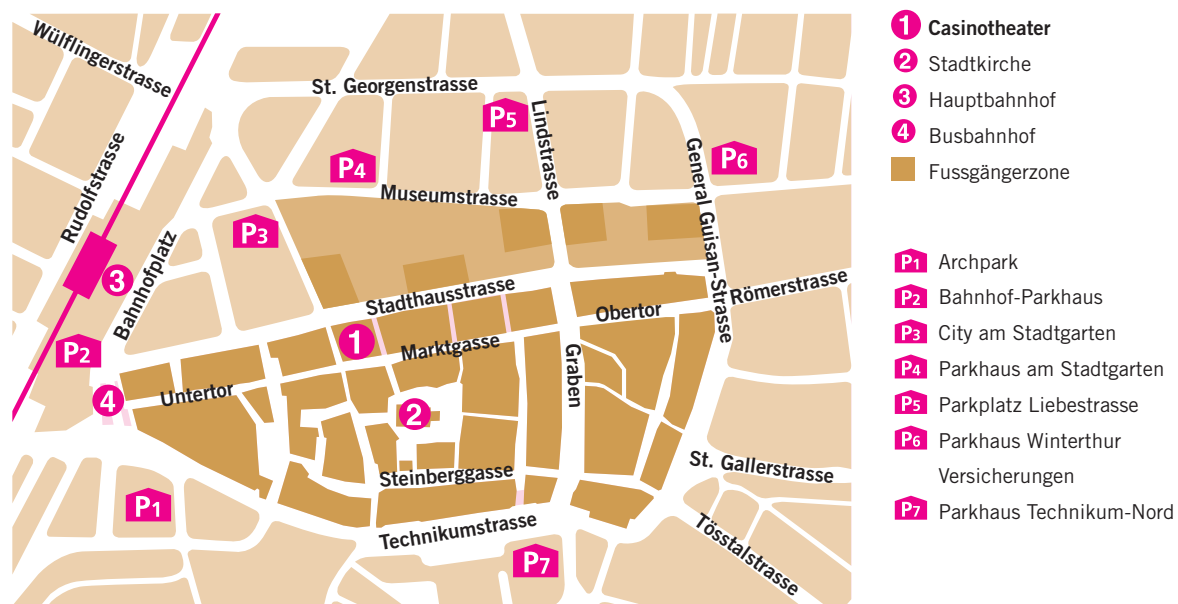 Wülflingerstrasse
St. Georgenstrasse
Lindstrasse
P5
General Guisan-Strasse
P6
P4
Rudolfstrasse
Museumstrasse
P3
Bahnhofplatz
3
Stadthausstrasse
Römerstrasse
Obertor
1
Marktgasse
P2
Graben
Untertor
4
2
Steinberggasse
St. Gallerstrasse
P1
Technikumstrasse
Tösstalstrasse
P7
1 Casinotheater
2 Stadtkirche
3 Hauptbahnhof
4 Busbahnhof
Fussgängerzone
P1 Archpark
P2 Bahnhof-Parkhaus
P3 City am Stadtgarten
P4 Parkhaus am Stadtgarten
P5 Parkplatz Liebestrasse
P6 Parkhaus Winterthur
Versicherungen
P7 Parkhaus Technikum-Nord